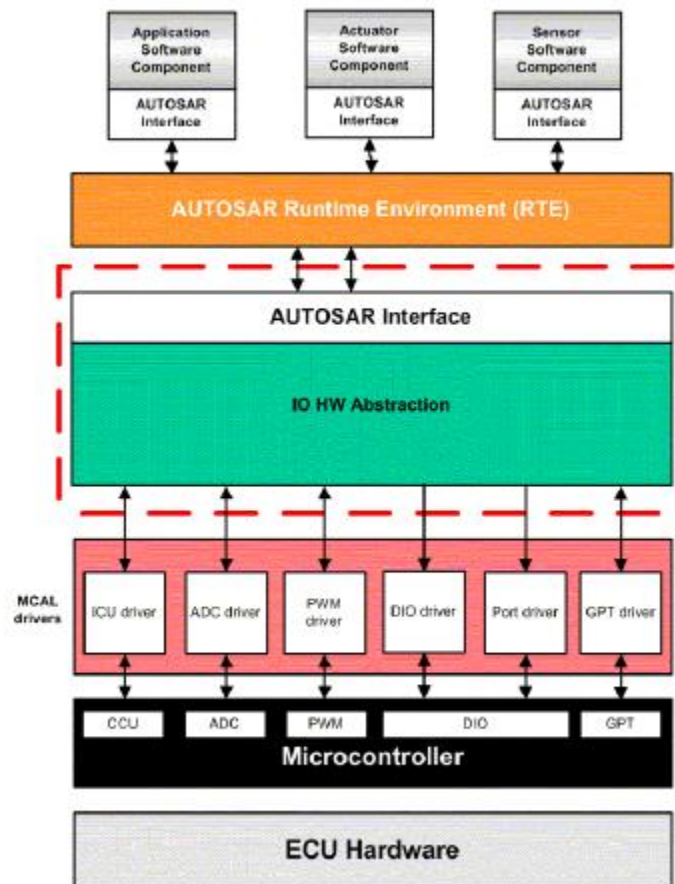 Application
Software
Component
AUTOSAR
Interface
Actuator
Software
Component
AUTOSAR
Interface
Sensor
Software
Component
AUTOSAR
Interface
AUTOSAR Runtime Environment (RTE)
AUTOSAR Interface
IO HW Abstraction
MCAL
drivers
ICU driver
ADC driver
PWM
driver
DIO driver
Port driver
GPT driver
CCU
ADC
PWM
DIO
GPT
Microcontroller
ECU Hardware